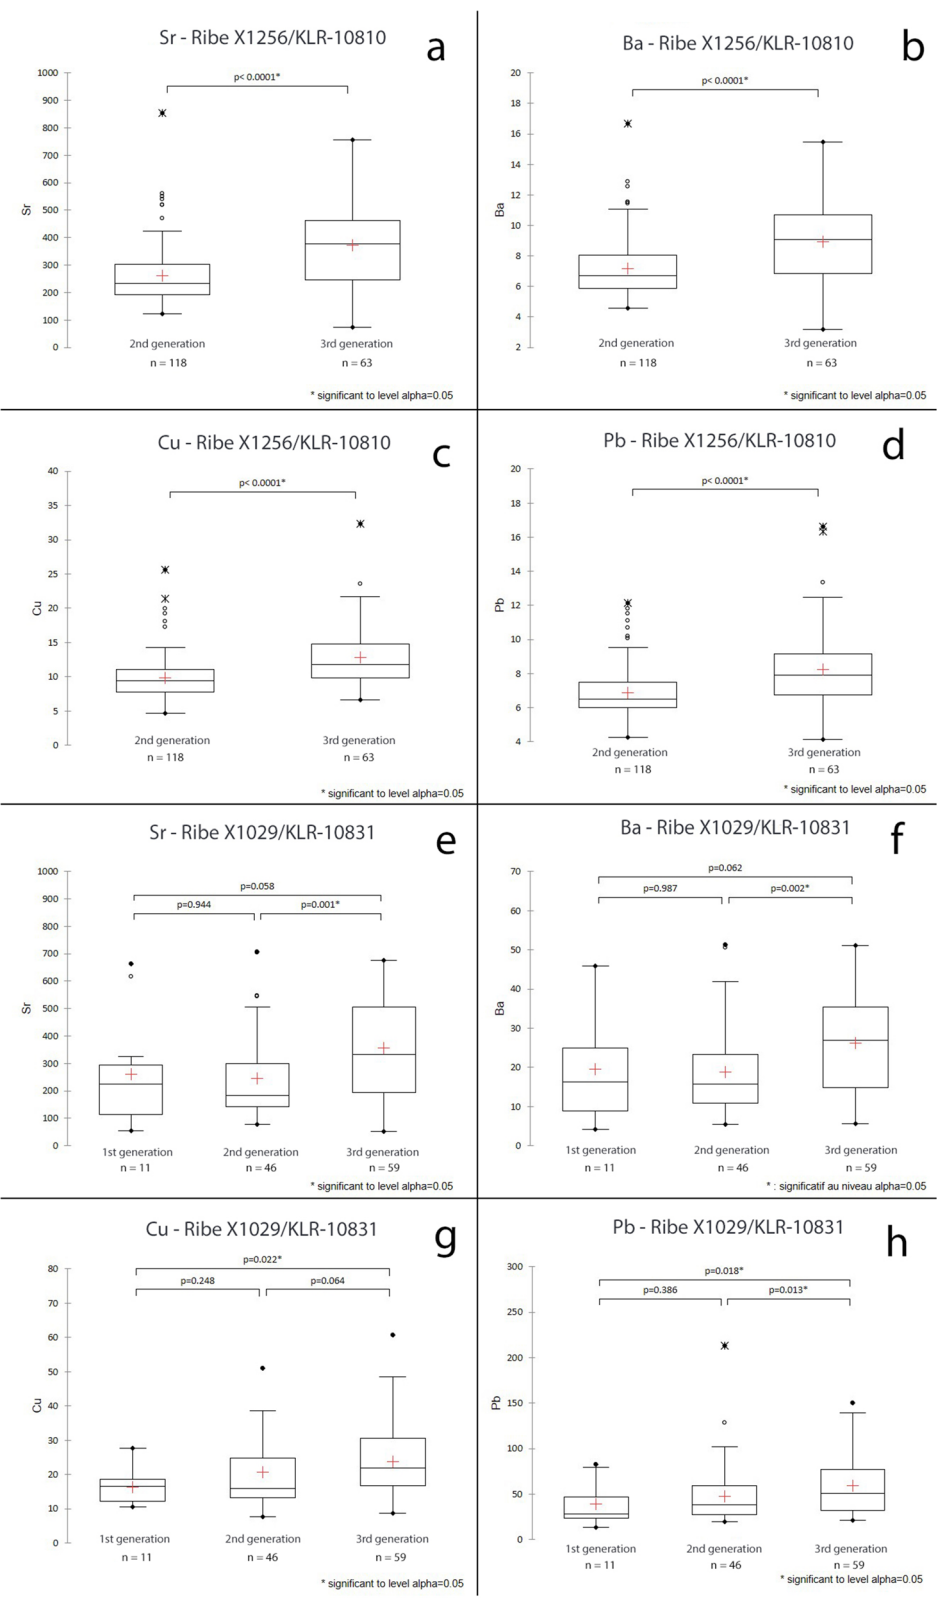 Sr - Ribe X1256/KLR-10810
a
p< 0.0001*
1000
900
800
700
600
500
400
300
200
100
0
Sr
2nd generation
3rd generation
n = 118
n = 63
* significant to level alpha=0.05
Ba - Ribe X1256/KLR-10810
b
p< 0.0001*
20
18
16
14
12
10
8
6
4
2
Ba
2nd generation
3rd generation
n = 118
n = 63
* significant to level alpha=0.05
Cu - Ribe X1256/KLR-10810
c
p< 0.0001*
40
35
30
25
20
15
10
5
0
Cu
2nd generation
3rd generation
n = 118
n = 63
* significant to level alpha=0.05
Pb - Ribe X1256/KLR-10810
d
p< 0.0001*
20
18
16
14
12
10
8
6
4
Pb
2nd generation
3rd generation
n = 118
n = 63
* significant to level alpha=0.05
Sr - Ribe X1029/KLR-10831
e
p=0.058
p=0.944
p=0.001*
1000
900
800
700
600
500
400
300
200
100
0
Sr
1st generation
2nd generation
3rd generation
n = 11
n = 46
n = 59
* significant to level alpha=0.05
Ba - Ribe X1029/KLR-10831
f
p=0.062
p=0.987
p=0.002*
70
60
50
40
30
20
10
0
Ba
1st generation
2nd generation
3rd generation
n = 11
n = 46
n = 59
* : significatif au niveau alpha=0.05
Cu - Ribe X1029/KLR-10831
g
p=0.022*
p=0.248
p=0.064
80
70
60
50
40
30
20
10
0
Cu
1st generation
2nd generation
3rd generation
n = 11
n = 46
n = 59
* significant to level alpha=0.05
Pb - Ribe X1029/KLR-10831
h
p=0.018*
p=0.386
p=0.013*
300
250
200
150
100
50
0
Pb
1st generation
2nd generation
3rd generation
n = 11
n = 46
n = 59
* significant to level alpha=0.05